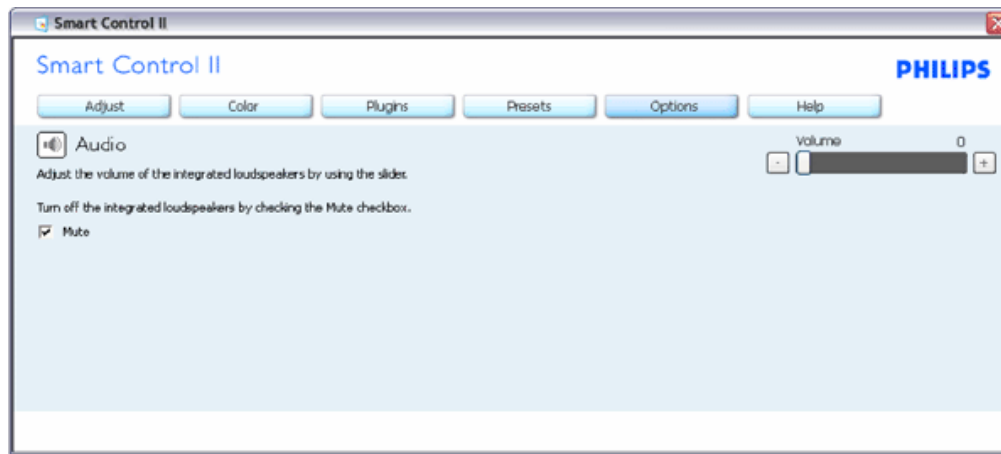 Smart Control II
Smart Control II
PHILIPS
Adjust Color Plugins Presets Options Help
Audio
Volume 0
- +
Adjust the volume of the integrated loudspeakers by using the slider.
Turn off the integrated loudspeakers by checking the Mute checkbox.
Mute